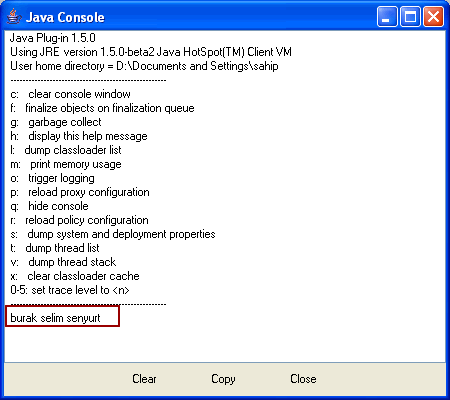 Java Console
Java Plug-in 1.5.0
Using JRE version 1.5.0-beta2 Java HotSpot(TM) Client VM
User home directory = D:\Documents and Settings\sahip
----------------------------------------------------
c: clear console window
f: finalize objects on finalization queue
g: garbage collect
h: display this help message
l: dump classloader list
m: print memory usage
o: trigger logging
p: reload proxy configuration
q: hide console
r: reload policy configuration
s: dump system and deployment properties
t: dump thread list
v: dump thread stack
x: clear classloader cache
0-5: set trace level to <n>
----------------------------------------------------
burak selim senyurt
Clear Copy Close